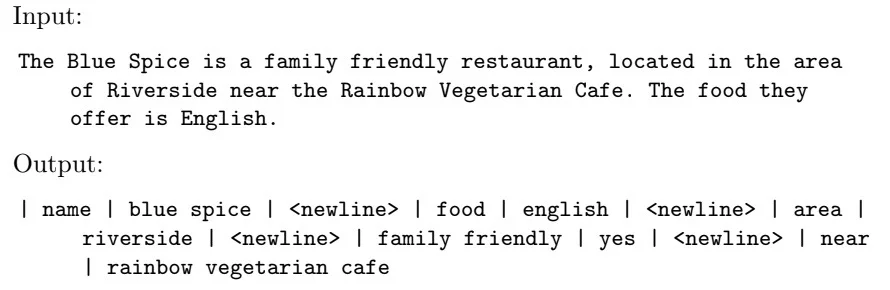 Input:
The Blue Spice is a family friendly restaurant, located in the area
of Riverside near the Rainbow Vegetarian Cafe. The food they
offer is English.
Output:
| name | blue spice | <newline> | food | english | <newline> | area |
riverside | <newline> | family friendly | yes | <newline> | near
| rainbow vegetarian cafe